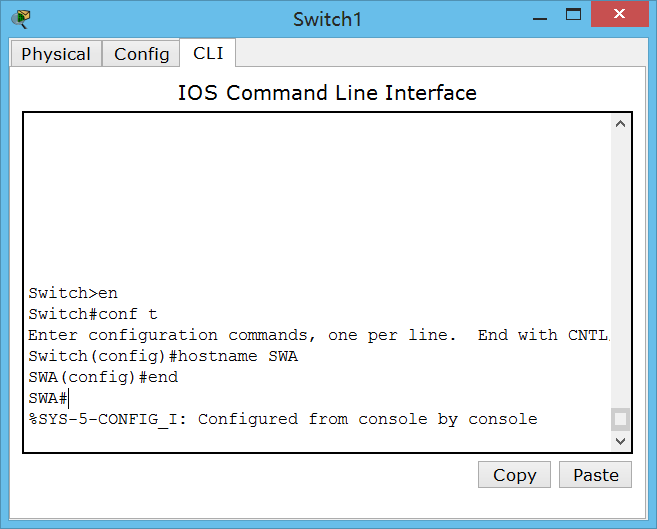 Switch1
Physical Config CLI
IOS Command Line Interface
Switch>en
Switch#conf t
Enter configuration commands, one per line.  End with CNTL
Switch(config)#hostname SWA
SWA(config)#end
SWA#
%SYS-5-CONFIG_I: Configured from console by console
Copy Paste